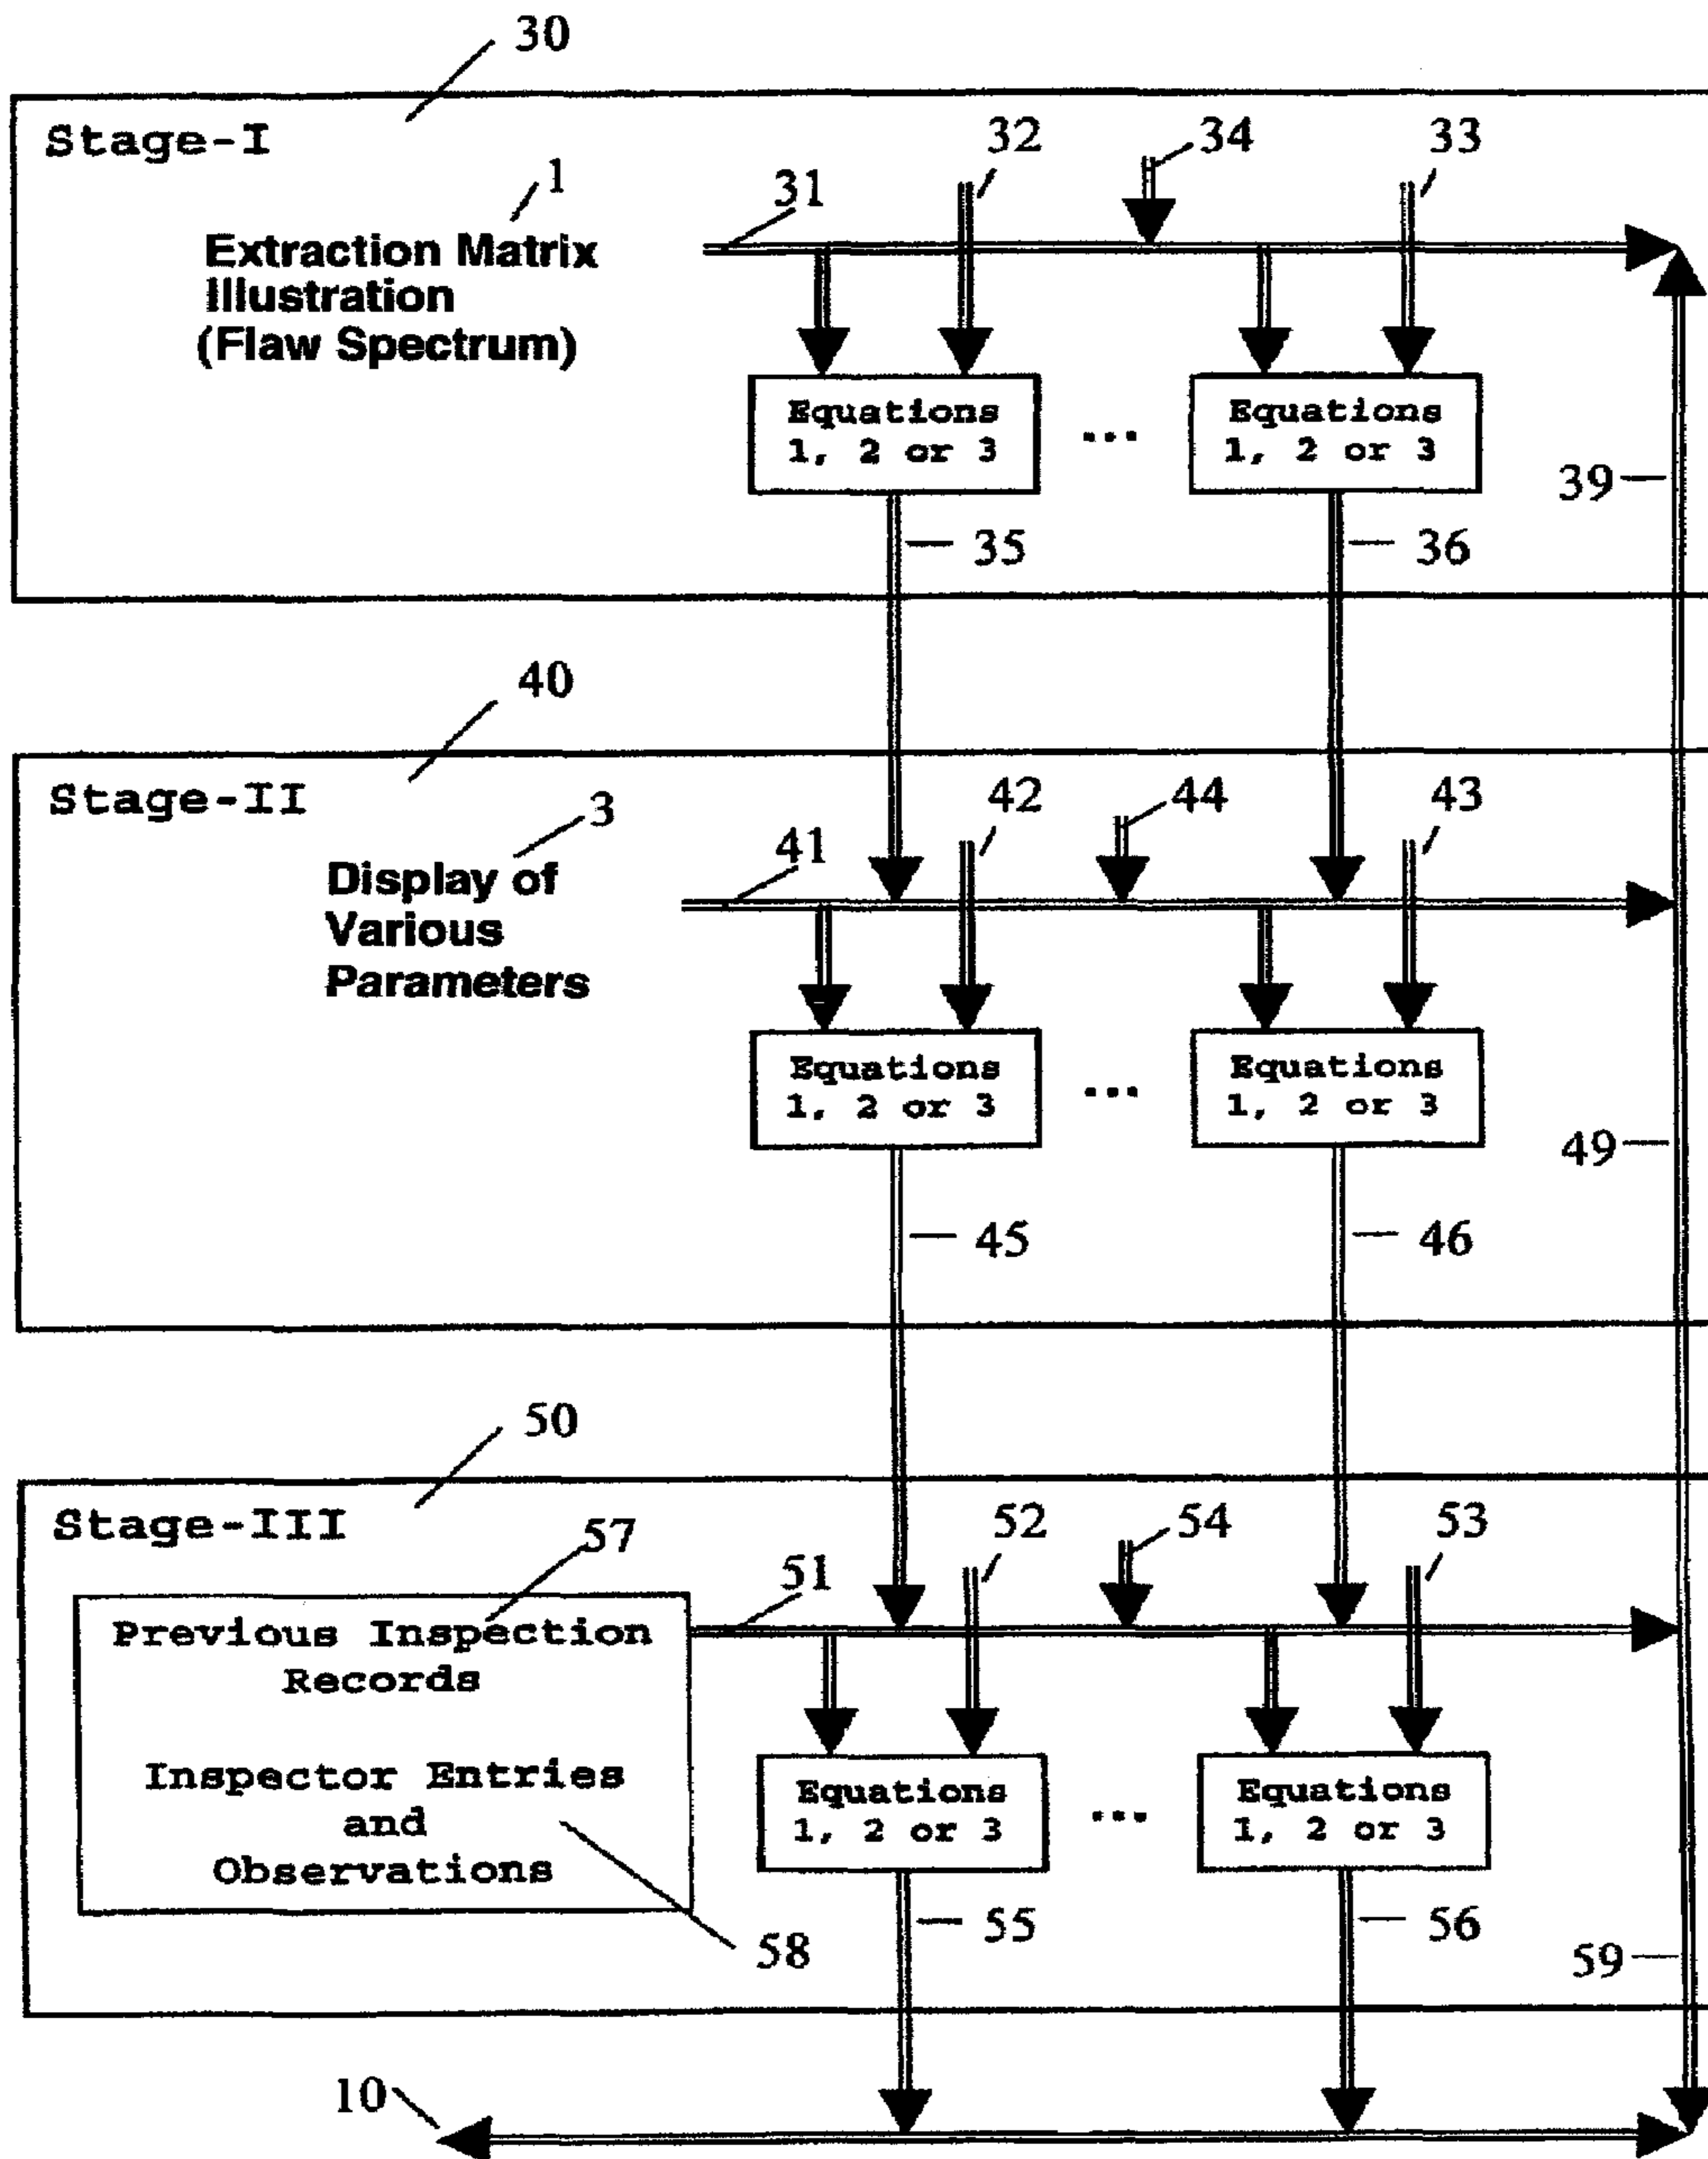 30
Stage-I
32
34
33
1
31
Extraction Matrix
Illustration
(Flaw Spectrum)
Equations
1, 2 or 3
...
Equations
1, 2 or 3
39
35
36
40
Stage-II
42
44
43
3
41
Display of
Various
Parameters
Equations
1, 2 or 3
...
Equations
1, 2 or 3
49
45
46
50
Stage-III
57
52
54
53
51
Previous Inspection
Records
Inspector Entries
and
Observations
Equations
1, 2 or 3
...
Equations
1, 2 or 3
58
55
56
59
10